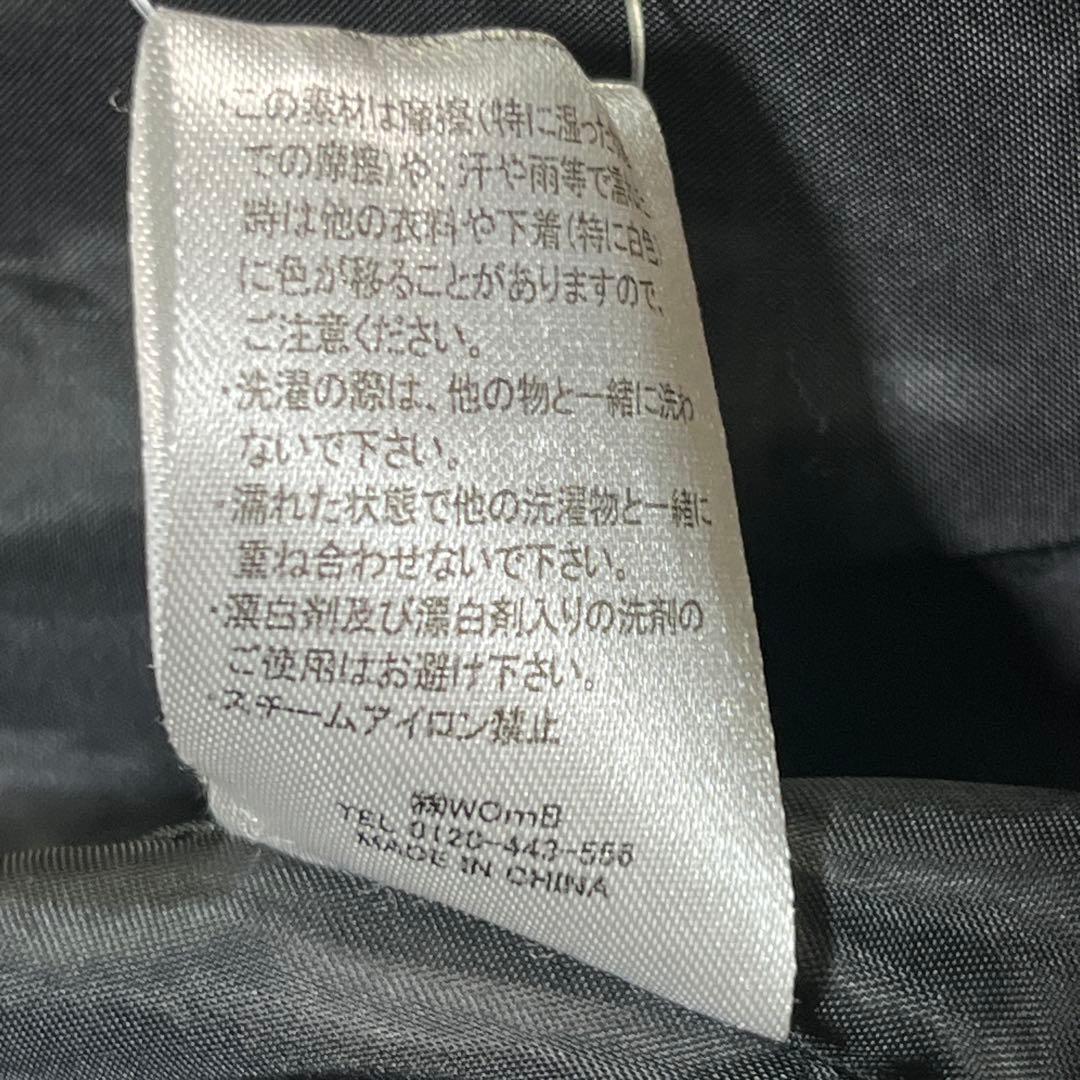 ・この素材は摩擦(特に湿った
での摩擦)や、汗や雨等で濡れた
時は他の衣料や下着(特に白色)
に色が移ることがありますので、
ご注意ください。
・洗濯の際は、他の物と一緒に洗わ
ないで下さい。
・濡れた状態で他の洗濯物と一緒に
重ね合わせないで下さい。
・漂白剤及び漂白剤入りの洗剤の
ご使用はお避け下さい。
・スチームアイロン禁止
㈱WOmB
TEL 0120-443-556
MADE IN CHINA